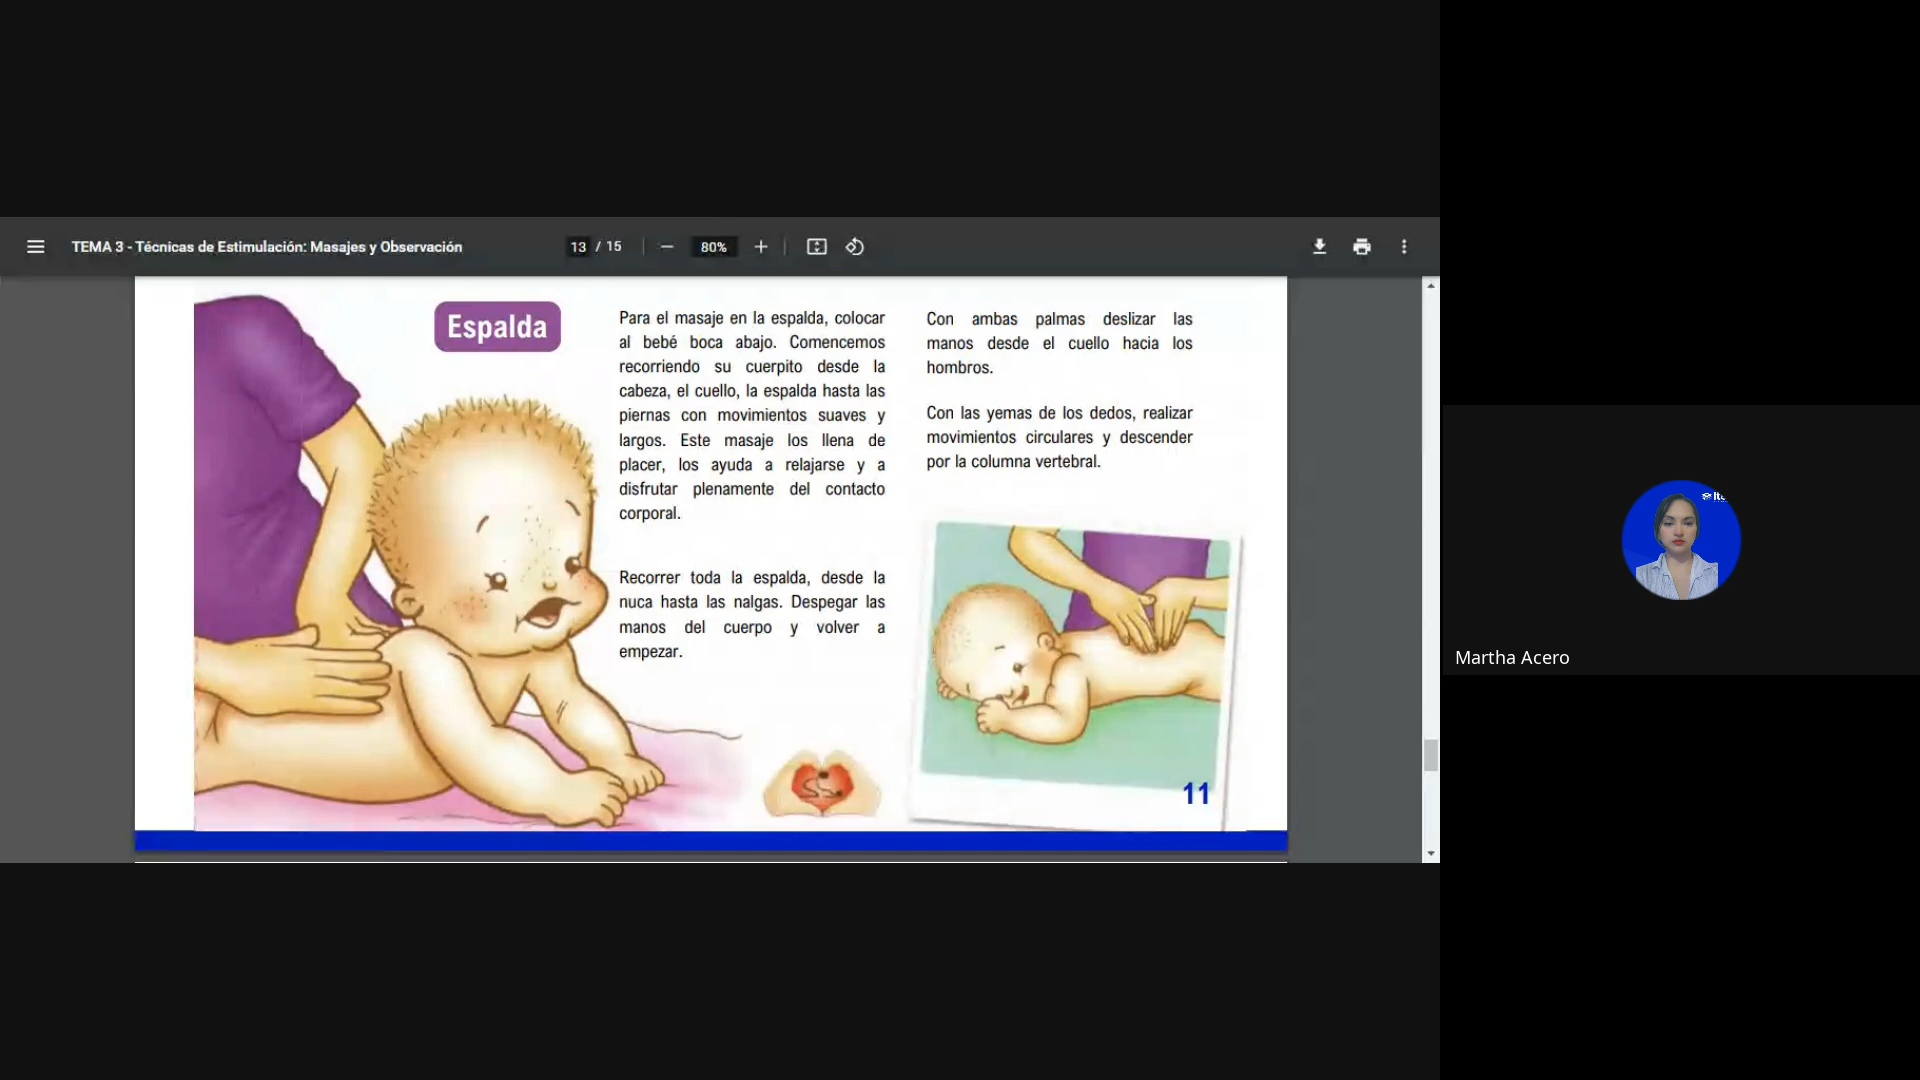 TEMA 3 - Técnicas de Estimulación: Masajes y Observación
13 / 15
80%
Espalda
Para el masaje en la espalda, colocar
al bebé boca abajo. Comencemos
recorriendo su cuerpito desde la
cabeza, el cuello, la espalda hasta las
piernas con movimientos suaves y
largos. Este masaje los llena de
placer, los ayuda a relajarse y a
disfrutar plenamente del contacto
corporal.
Recorrer toda la espalda, desde la
nuca hasta las nalgas. Despegar las
manos del cuerpo y volver a
empezar.
Con ambas palmas deslizar las
manos desde el cuello hacia los
hombros.
Con las yemas de los dedos, realizar
movimientos circulares y descender
por la columna vertebral.
11
Martha Acero